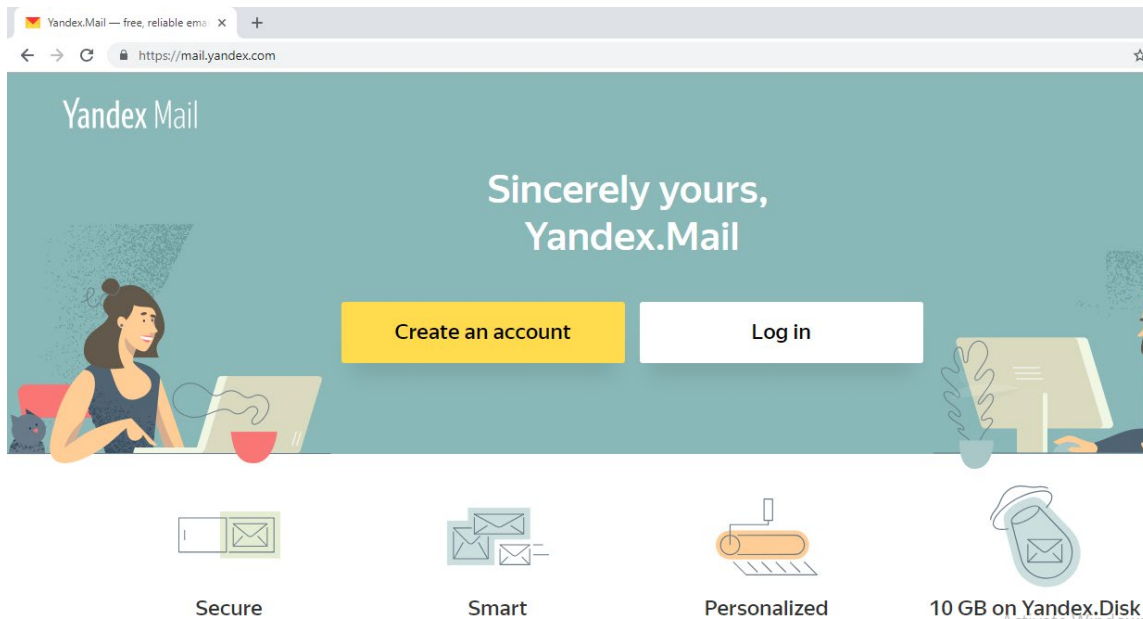 Yandex.Mail — free, reliable ema
https://mail.yandex.com
Yandex Mail
Sincerely yours,
Yandex.Mail
Create an account
Log in
Secure
Smart
Personalized
10 GB on Yandex.Disk